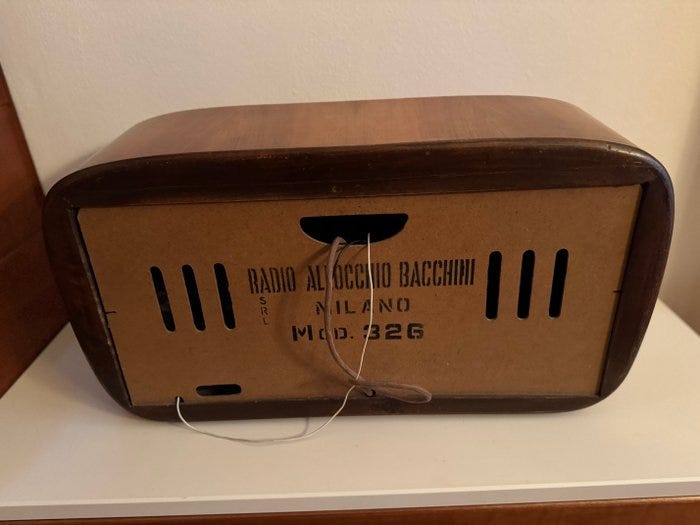 RADIO ALLOCCHIO BACCHINI
SRL
MILANO
MOD. 326